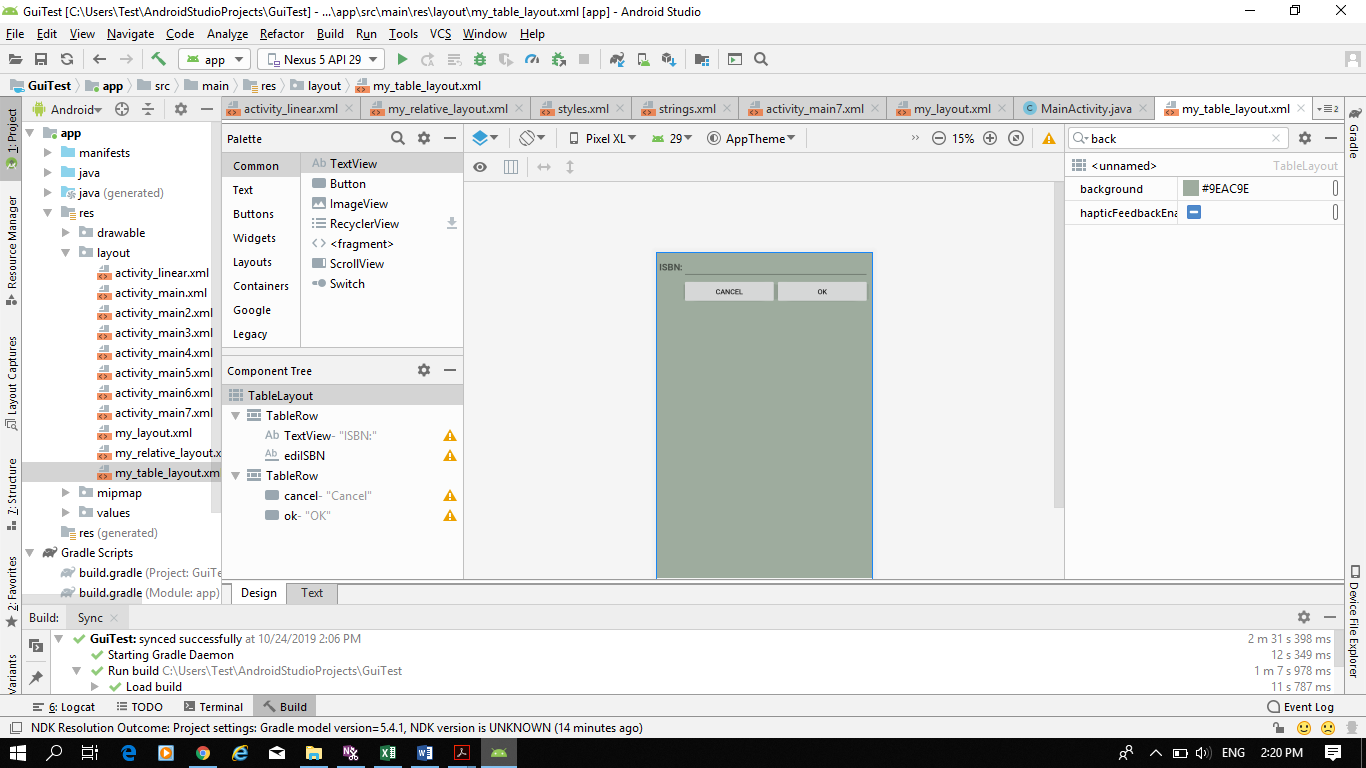 GuiTest [C:\Users\Test\AndroidStudioProjects\GuiTest] - ...\app\src\main\res\layout\my_table_layout.xml [app] - Android Studio
File Edit View Navigate Code Analyze Refactor Build Run Tools VCS Window Help
app Nexus 5 API 29
GuiTest app src main res layout my_table_layout.xml
Android
activity_linear.xml my_relative_layout.xml styles.xml strings.xml activity_main7.xml my_layout.xml MainActivity.java my_table_layout.xml 2
1: Project
Resource Manager
Layout Captures
7: Structure
2: Favorites
Variants
app
manifests
java
java (generated)
res
drawable
layout
activity_linear.xml
activity_main.xml
activity_main2.xml
activity_main3.xml
activity_main4.xml
activity_main5.xml
activity_main6.xml
activity_main7.xml
my_layout.xml
my_relative_layout.x
my_table_layout.xm
mipmap
values
res (generated)
Gradle Scripts
build.gradle (Project: GuiTe
build.gradle (Module: app)
Palette
Common
Text
Buttons
Widgets
Layouts
Containers
Google
Legacy
Ab TextView
Button
ImageView
RecyclerView
<fragment>
ScrollView
Switch
Component Tree
TableLayout
TableRow
Ab TextView- "ISBN:"
Ab ediISBN
TableRow
cancel- "Cancel"
ok- "OK"
Pixel XL 29 AppTheme » 15%
ISBN:
CANCEL OK
back
<unnamed> TableLayout
background #9EAC9E
hapticFeedbackEna
Gradle
Device File Explorer
Design Text
Build: Sync
GuiTest: synced successfully at 10/24/2019 2:06 PM 2 m 31 s 398 ms
Starting Gradle Daemon 12 s 349 ms
Run build C:\Users\Test\AndroidStudioProjects\GuiTest 1 m 7 s 978 ms
Load build 11 s 787 ms
6: Logcat TODO Terminal Build Event Log
NDK Resolution Outcome: Project settings: Gradle model version=5.4.1, NDK version is UNKNOWN (14 minutes ago)
ENG 2:20 PM